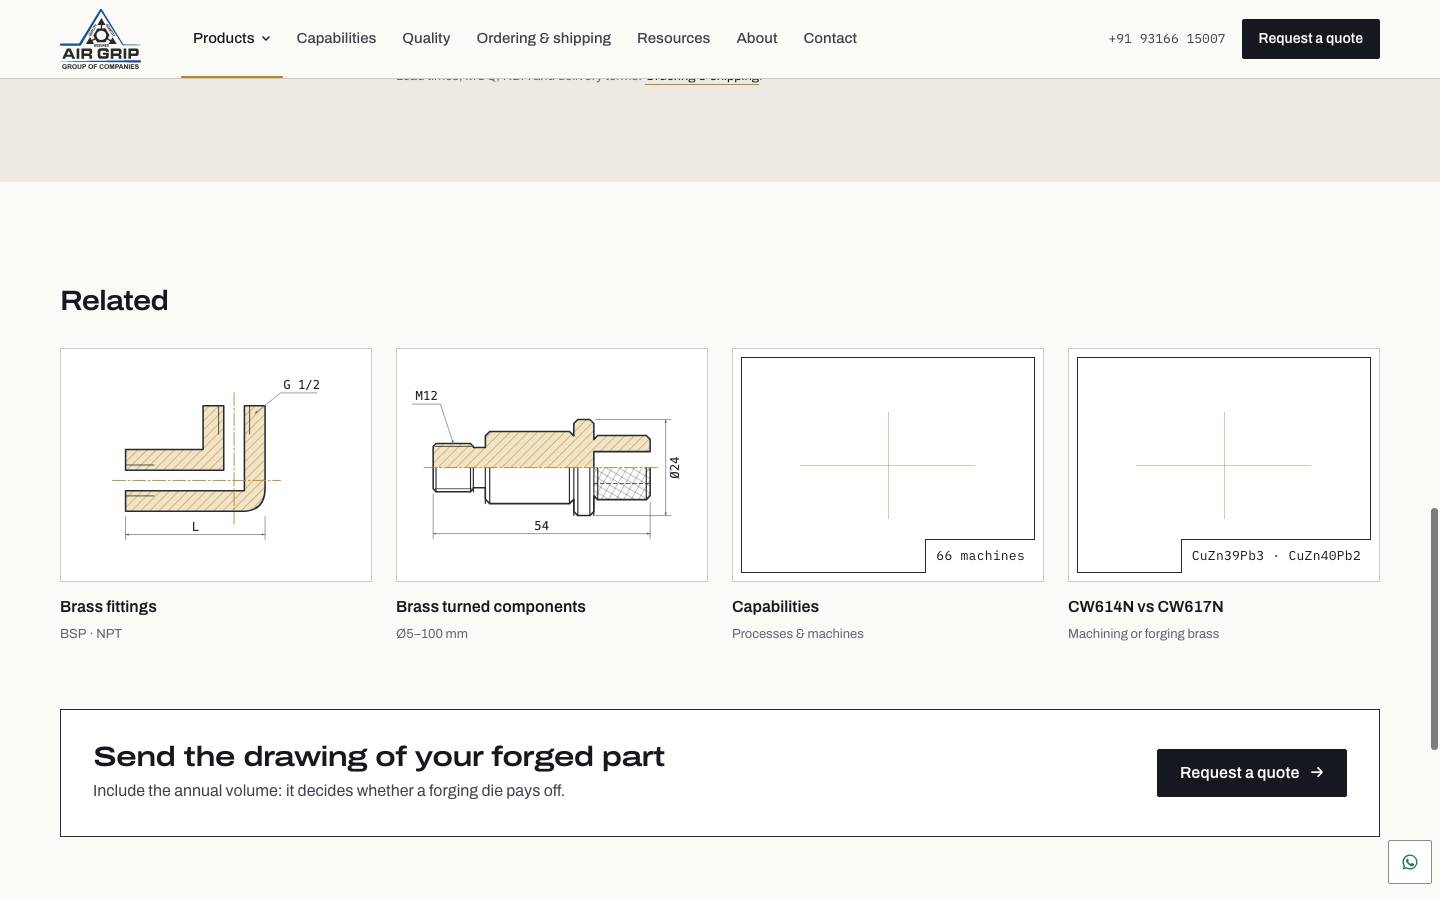 AIR GRIP
GROUP OF COMPANIES
Products
Capabilities
Quality
Ordering & shipping
Resources
About
Contact
+91 93166 15007
Request a quote
Related
G 1/2
L
M12
Ø24
54
66 machines
CuZn39Pb3 · CuZn40Pb2
Brass fittings
BSP · NPT
Brass turned components
Ø5–100 mm
Capabilities
Processes & machines
CW614N vs CW617N
Machining or forging brass
Send the drawing of your forged part
Include the annual volume: it decides whether a forging die pays off.
Request a quote